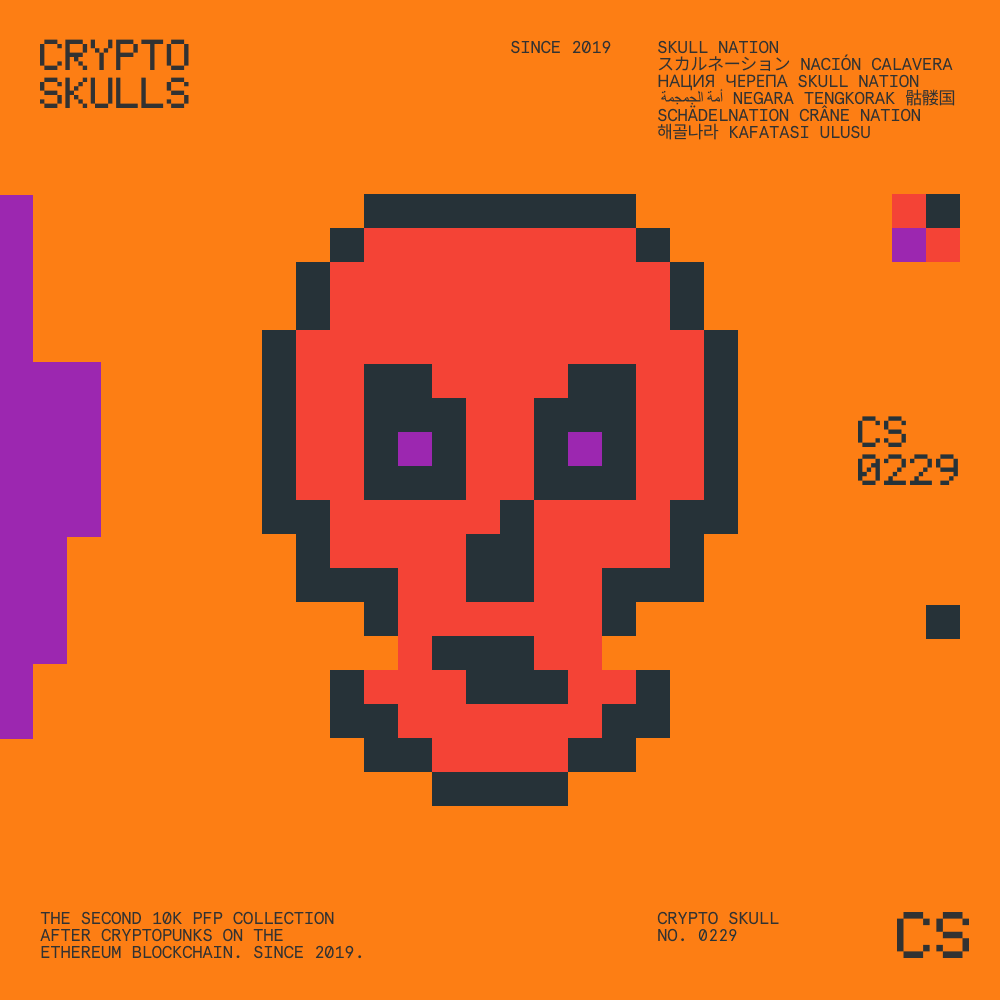 CRYPTO
SKULLS
SINCE 2019
SKULL NATION
スカルネーション NACIÓN CALAVERA
НАЦИЯ ЧЕРЕПА SKULL NATION
أمة الجمجمة NEGARA TENGKORAK 骷髅国
SCHÄDELNATION CRÂNE NATION
해골나라 KAFATASI ULUSU
CS
0229
THE SECOND 10K PFP COLLECTION
AFTER CRYPTOPUNKS ON THE
ETHEREUM BLOCKCHAIN. SINCE 2019.
CRYPTO SKULL
NO. 0229
CS